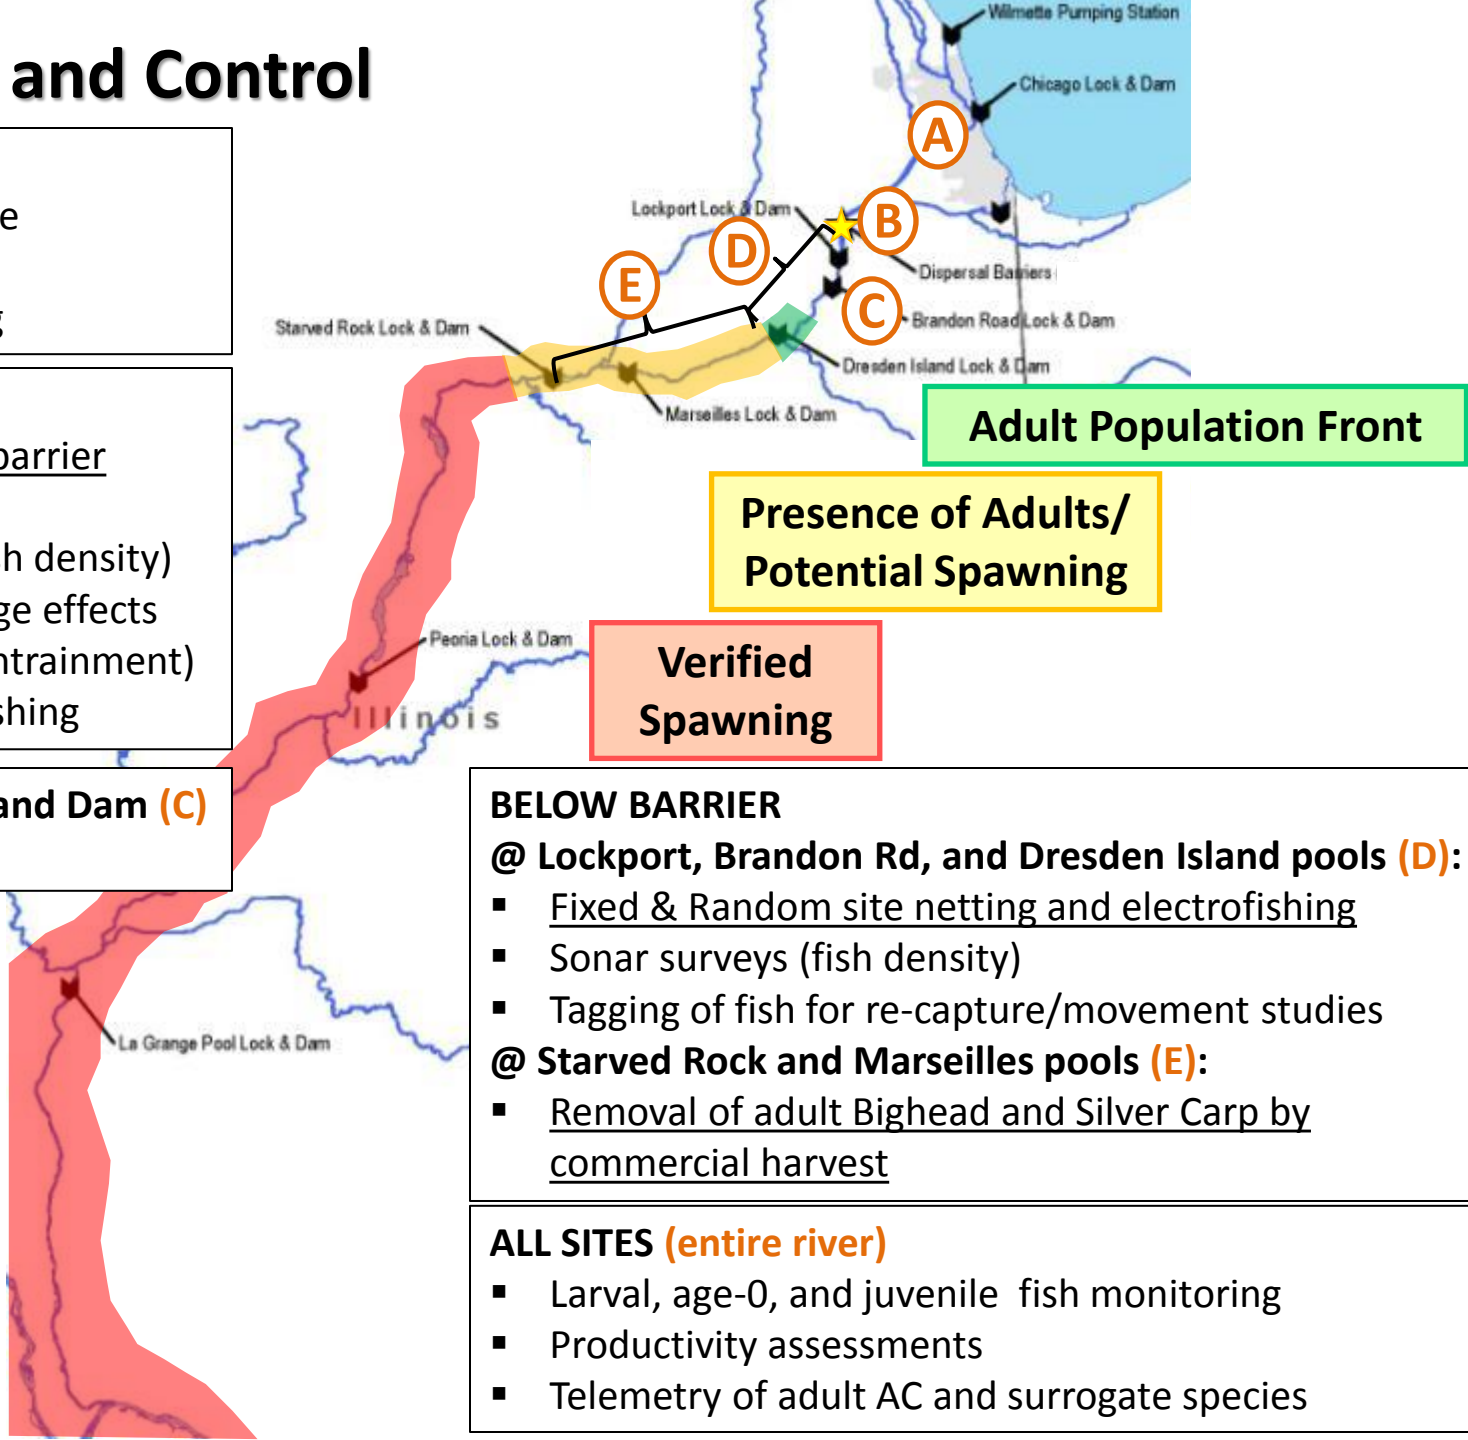 and Control
Wilmette Pumping Station
Chicago Lock & Dam
A
Lockport Lock & Dam
B
D
E
Dispersal Barriers
C
Brandon Road Lock & Dam
Starved Rock Lock & Dam
Dresden Island Lock & Dam
Marseilles Lock & Dam
barrier
density)
effects
shing
Adult Population Front
Presence of Adults/
Potential Spawning
Verified
Spawning
Peoria Lock & Dam
Illinois
and Dam (C)
La Grange Pool Lock & Dam
BELOW BARRIER
@ Lockport, Brandon Rd, and Dresden Island pools (D):
▪ Fixed & Random site netting and electrofishing
▪ Sonar surveys (fish density)
▪ Tagging of fish for re-capture/movement studies
@ Starved Rock and Marseilles pools (E):
▪ Removal of adult Bighead and Silver Carp by
commercial harvest
ALL SITES (entire river)
▪ Larval, age-0, and juvenile fish monitoring
▪ Productivity assessments
▪ Telemetry of adult AC and surrogate species